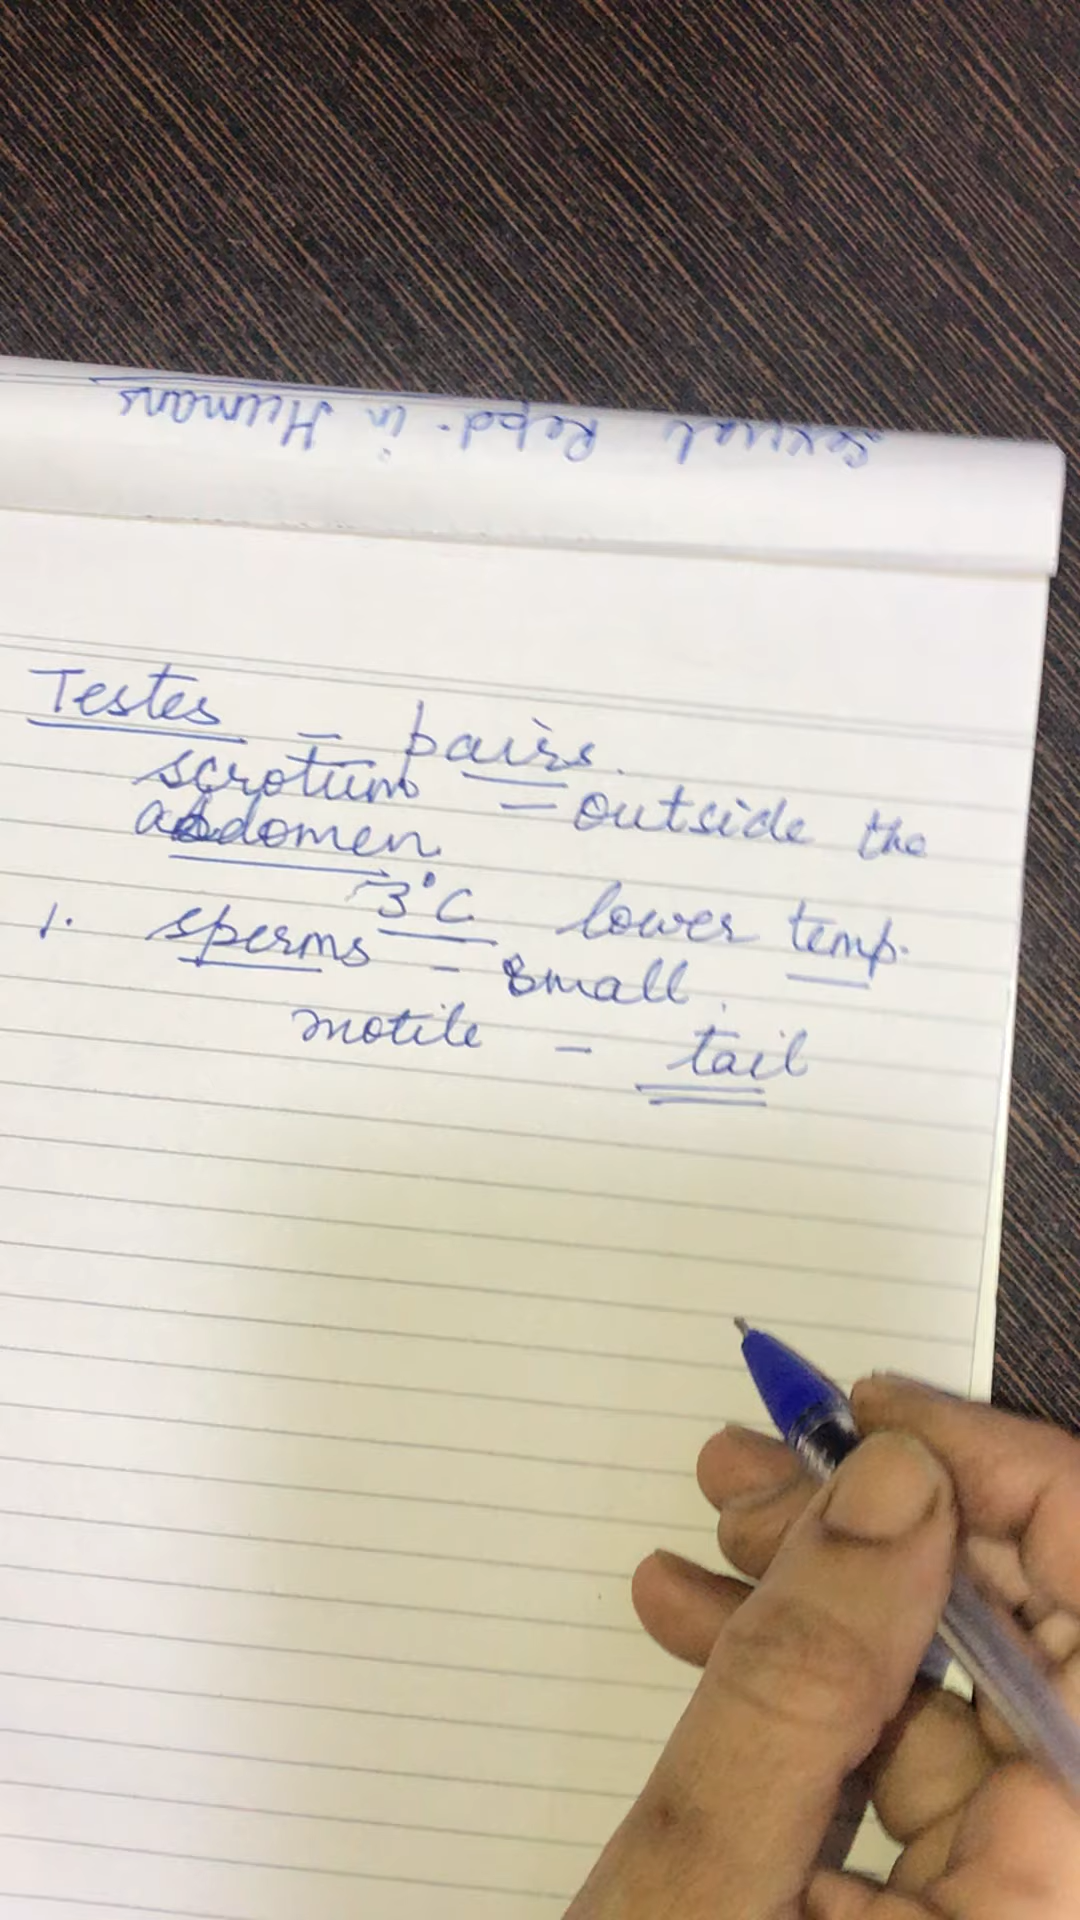 Sexual Repd. in Humans
Testes - pairs.
scrotum = outside the
abdomen
3°C lower temp.
1. sperms - small.
motile - tail